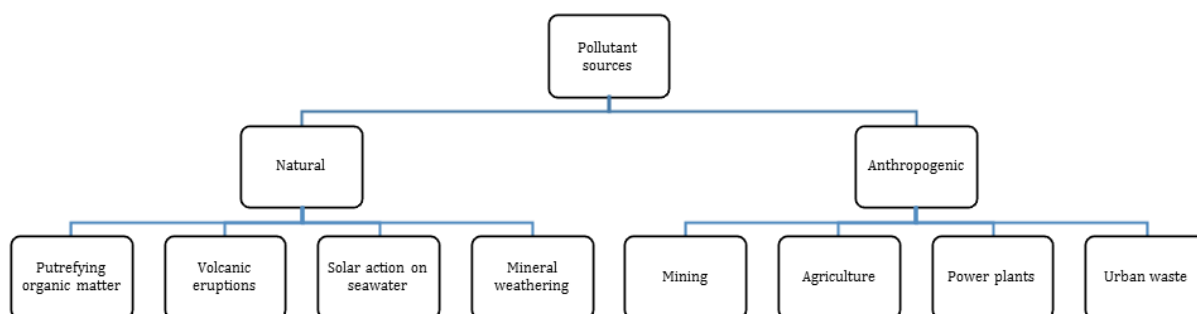 Pollutant
sources
Natural
Anthropogenic
Putrefying
organic matter
Volcanic
eruptions
Solar action on
seawater
Mineral
weathering
Mining
Agriculture
Power plants
Urban waste